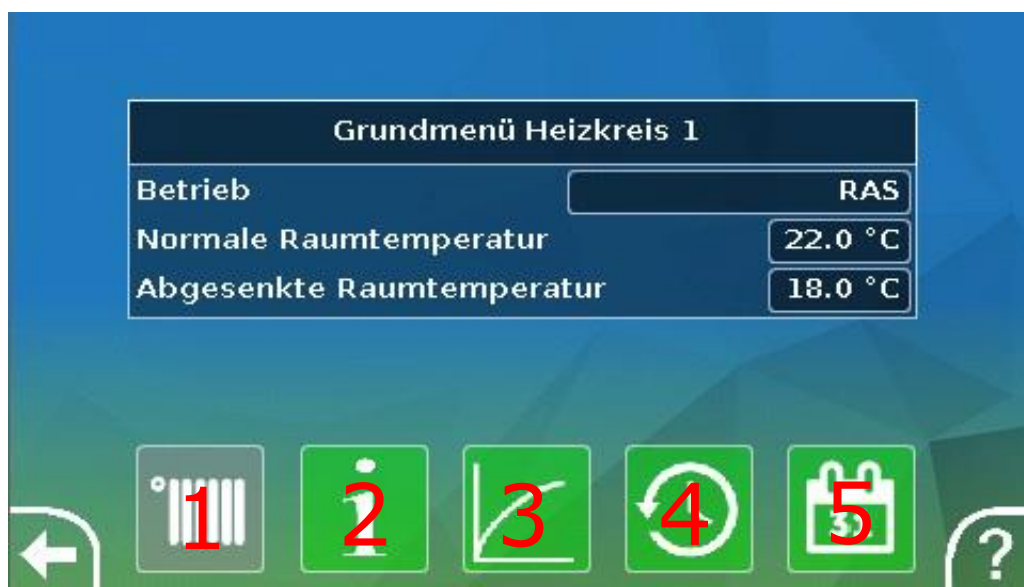 Grundmenü Heizkreis 1
Betrieb RAS
Normale Raumtemperatur 22.0 °C
Abgesenkte Raumtemperatur 18.0 °C
1 2 3 4 5
?